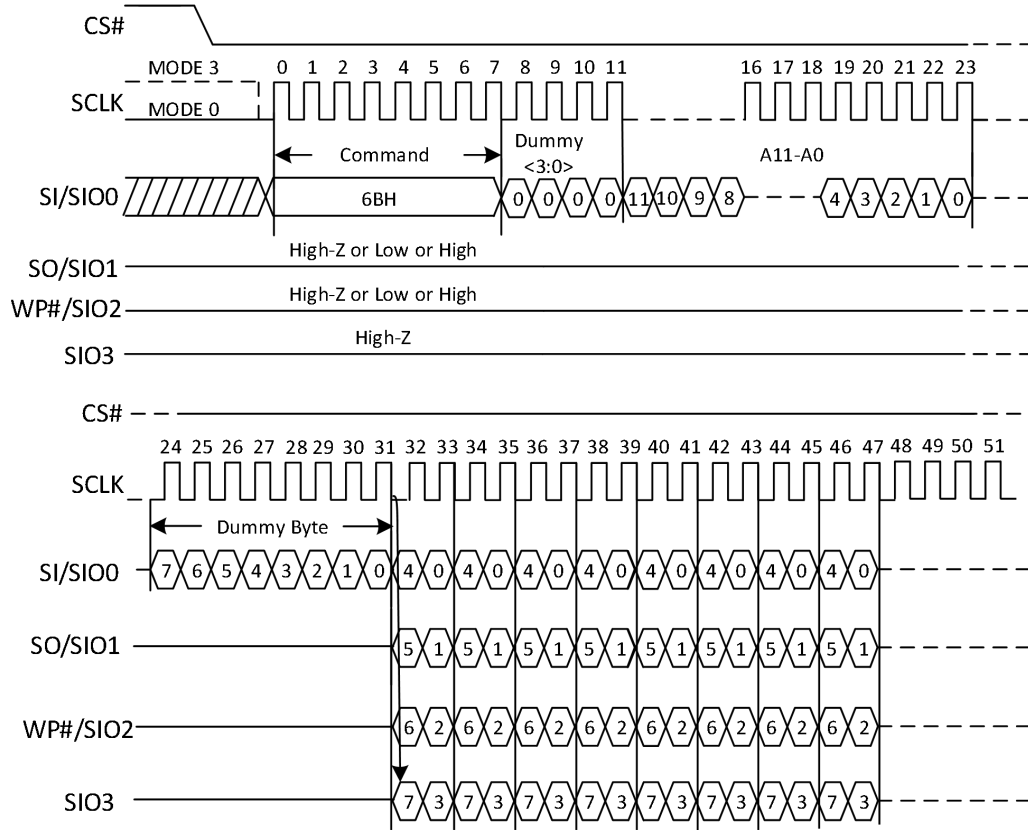 CS#
MODE 3
0 1 2 3 4 5 6 7 8 9 10 11 16 17 18 19 20 21 22 23
SCLK
MODE 0
Command
Dummy
<3:0>
A11-A0
SI/SIO0
6BH
0 0 0 0 11 10 9 8 4 3 2 1 0
High-Z or Low or High
SO/SIO1
High-Z or Low or High
WP#/SIO2
High-Z
SIO3
CS#
24 25 26 27 28 29 30 31 32 33 34 35 36 37 38 39 40 41 42 43 44 45 46 47 48 49 50 51
SCLK
Dummy Byte
SI/SIO0
7 6 5 4 3 2 1 0 4 0 4 0 4 0 4 0 4 0 4 0 4 0 4 0
SO/SIO1
5 1 5 1 5 1 5 1 5 1 5 1 5 1 5 1
WP#/SIO2
6 2 6 2 6 2 6 2 6 2 6 2 6 2 6 2
SIO3
7 3 7 3 7 3 7 3 7 3 7 3 7 3 7 3